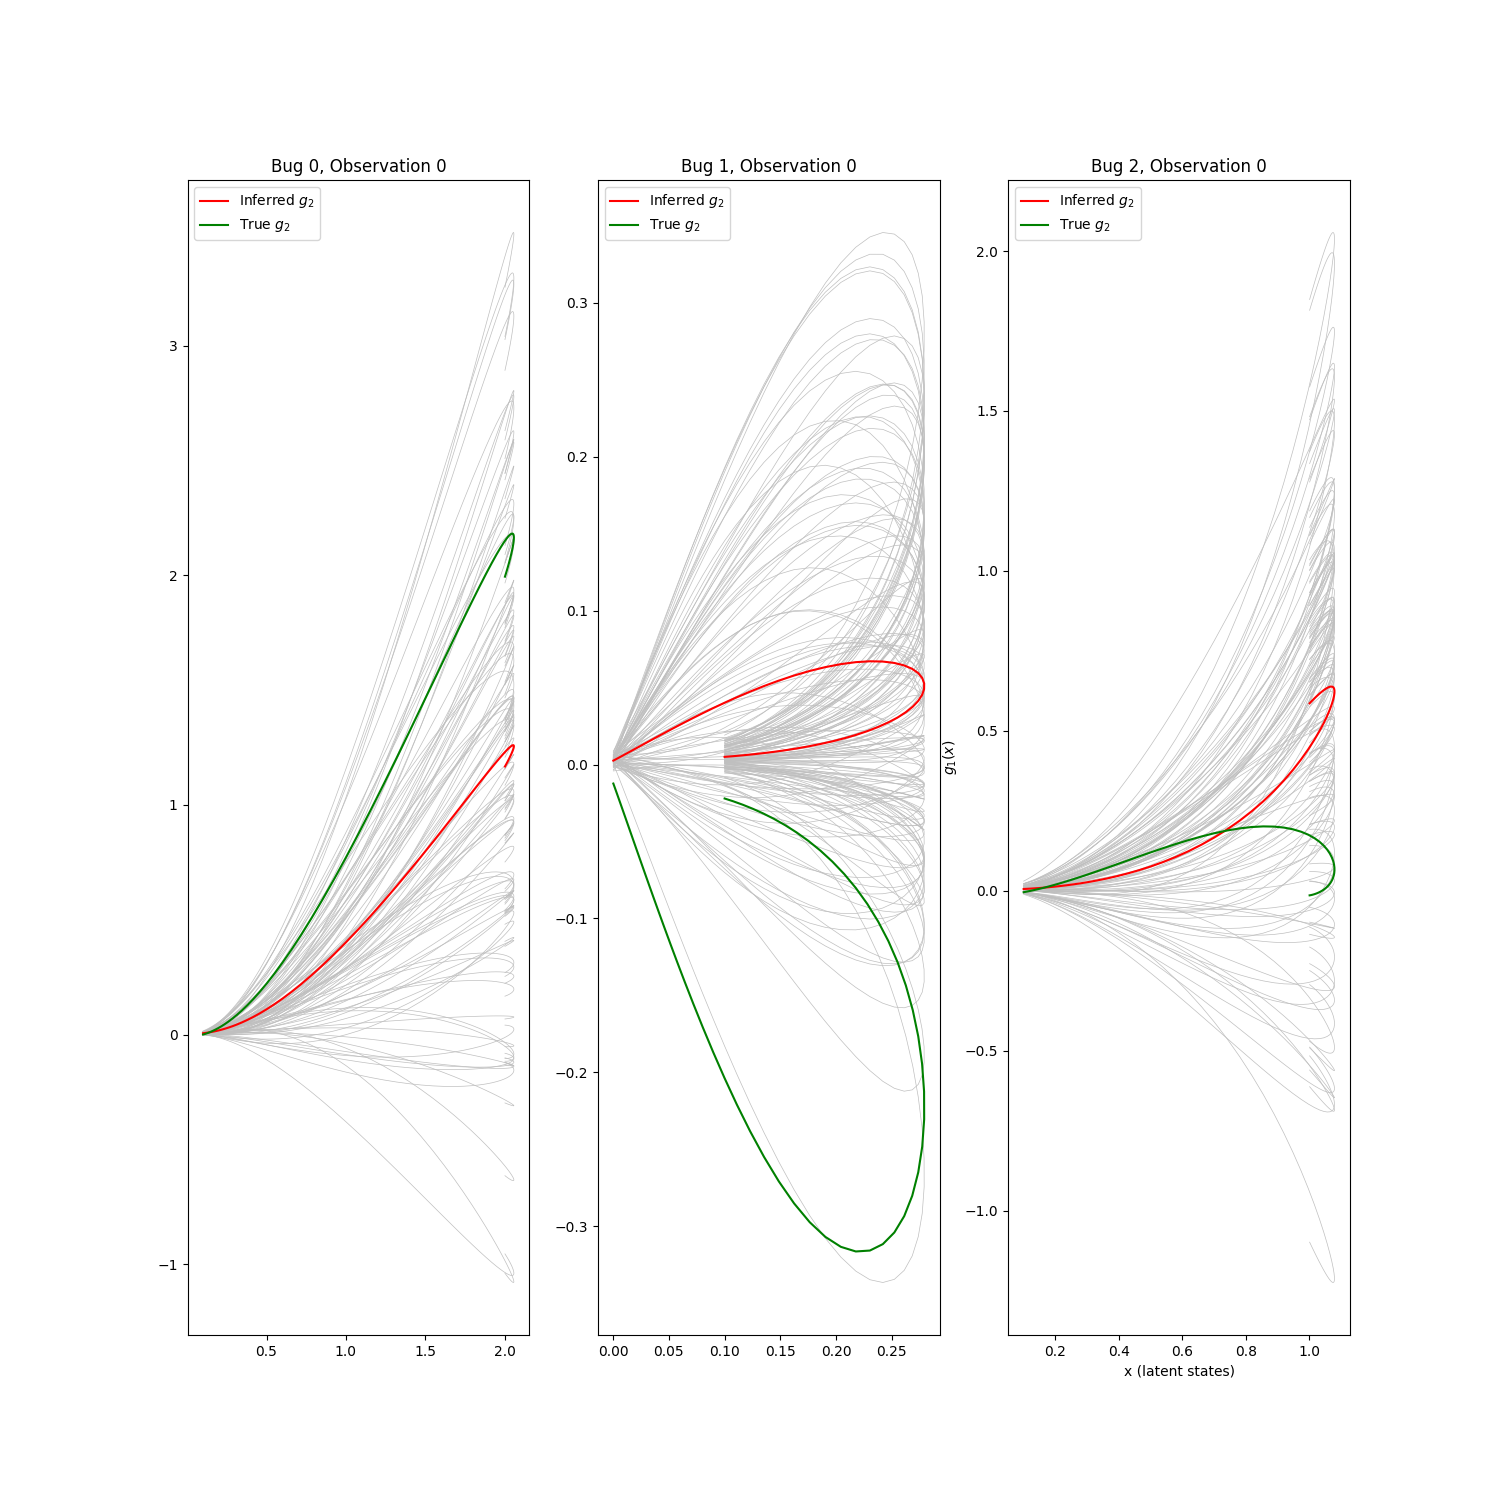 Bug 0, Observation 0
Inferred g₂
True g₂
3
2
1
0
−1
0.5 1.0 1.5 2.0
Bug 1, Observation 0
Inferred g₂
True g₂
0.3
0.2
0.1
0.0
−0.1
−0.2
−0.3
0.00 0.05 0.10 0.15 0.20 0.25
Bug 2, Observation 0
Inferred g₂
True g₂
g₁(x)
2.0
1.5
1.0
0.5
0.0
−0.5
−1.0
0.2 0.4 0.6 0.8 1.0
x (latent states)